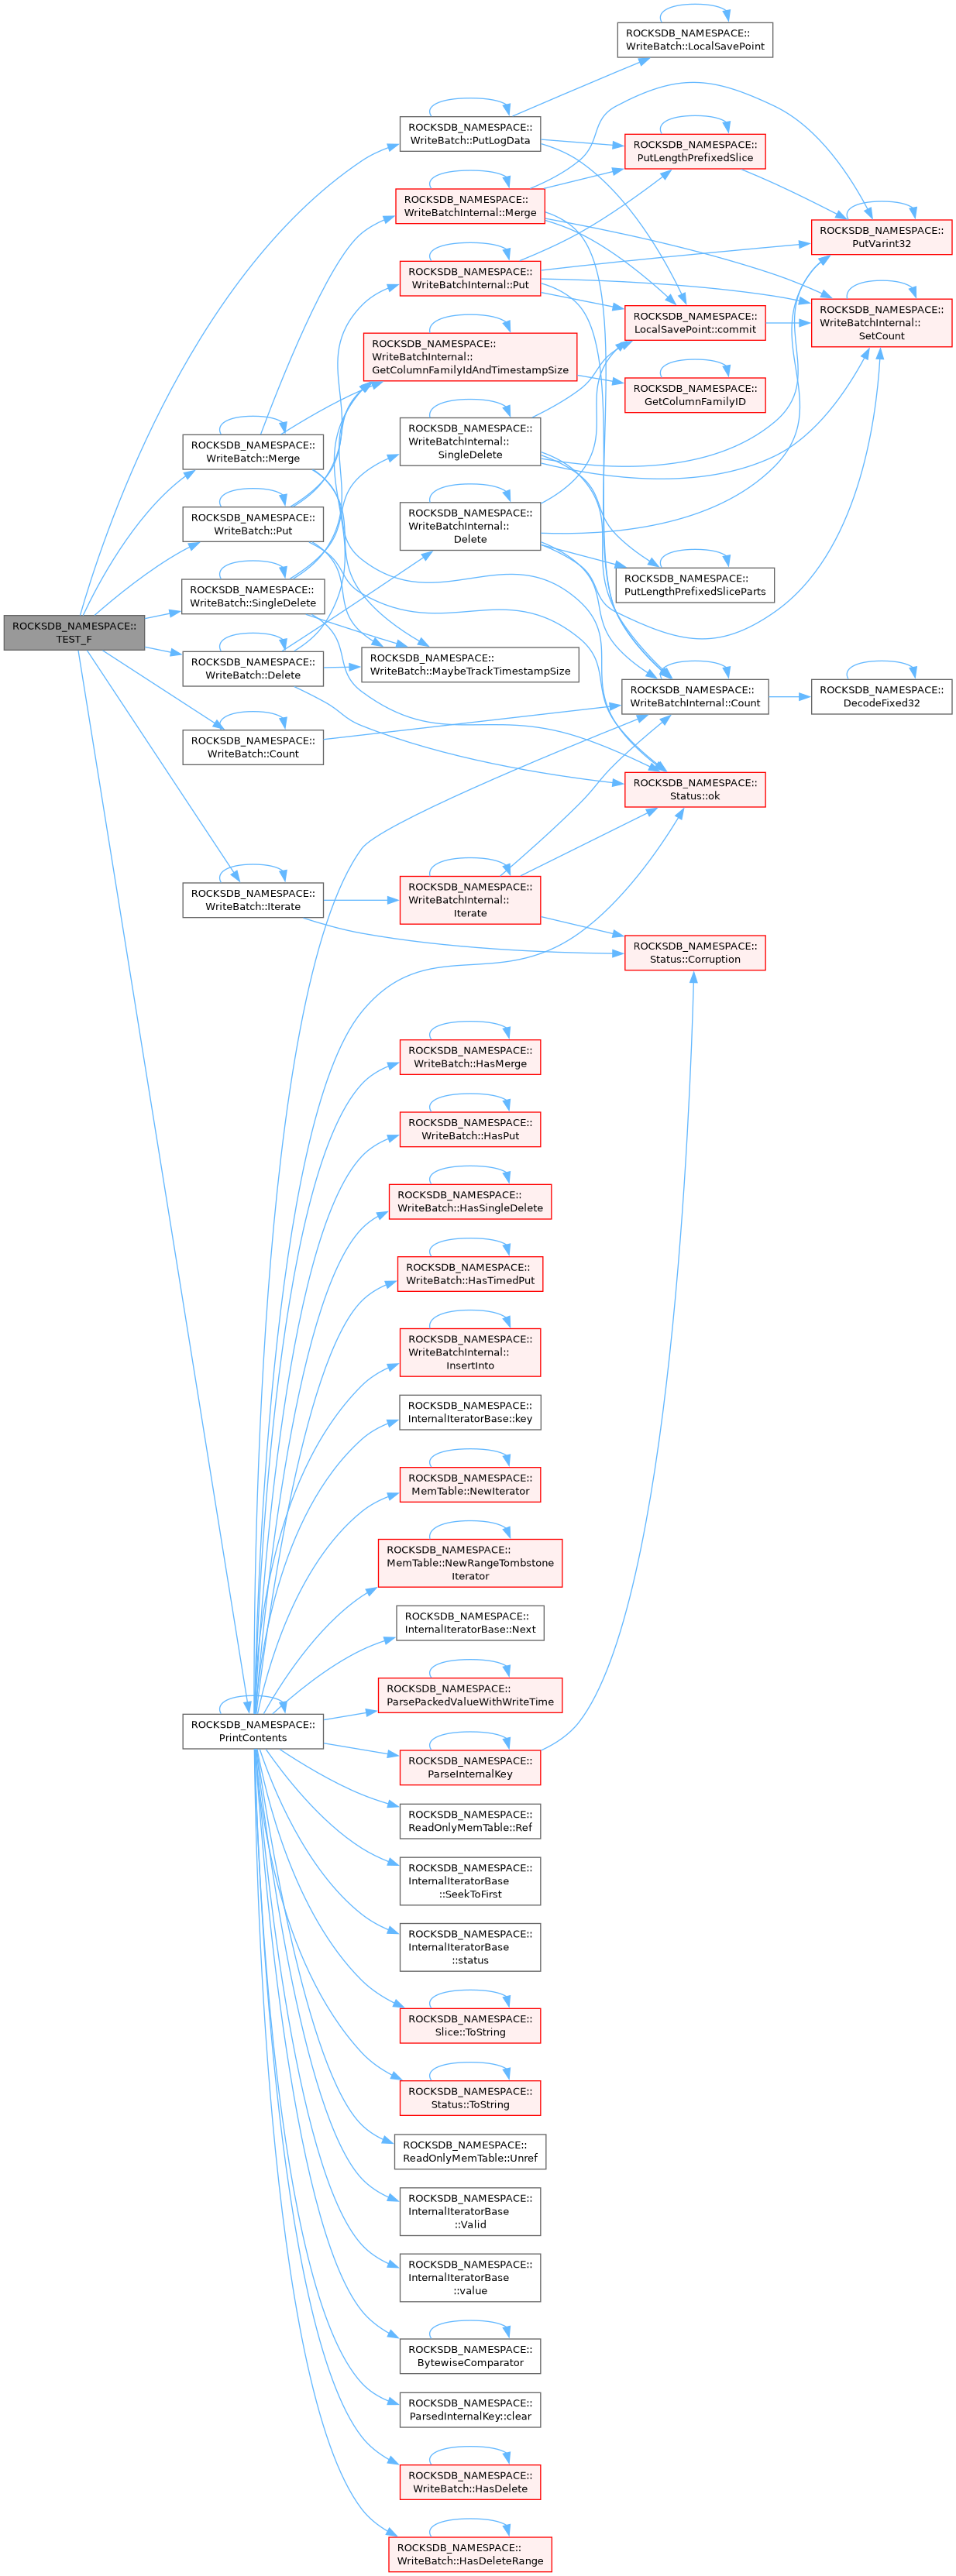 ROCKSDB_NAMESPACE::
WriteBatch::LocalSavePoint
ROCKSDB_NAMESPACE::
WriteBatch::PutLogData
ROCKSDB_NAMESPACE::
PutLengthPrefixedSlice
ROCKSDB_NAMESPACE::
WriteBatchInternal::Merge
ROCKSDB_NAMESPACE::
PutVarint32
ROCKSDB_NAMESPACE::
WriteBatchInternal::Put
ROCKSDB_NAMESPACE::
LocalSavePoint::commit
ROCKSDB_NAMESPACE::
WriteBatchInternal::
SetCount
ROCKSDB_NAMESPACE::
WriteBatchInternal::
GetColumnFamilyIdAndTimestampSize
ROCKSDB_NAMESPACE::
GetColumnFamilyID
ROCKSDB_NAMESPACE::
WriteBatchInternal::
SingleDelete
ROCKSDB_NAMESPACE::
WriteBatch::Merge
ROCKSDB_NAMESPACE::
WriteBatch::Put
ROCKSDB_NAMESPACE::
WriteBatchInternal::
Delete
ROCKSDB_NAMESPACE::
PutLengthPrefixedSliceParts
ROCKSDB_NAMESPACE::
WriteBatch::SingleDelete
ROCKSDB_NAMESPACE::
TEST_F
ROCKSDB_NAMESPACE::
WriteBatch::Delete
ROCKSDB_NAMESPACE::
WriteBatch::MaybeTrackTimestampSize
ROCKSDB_NAMESPACE::
WriteBatchInternal::Count
ROCKSDB_NAMESPACE::
DecodeFixed32
ROCKSDB_NAMESPACE::
WriteBatch::Count
ROCKSDB_NAMESPACE::
Status::ok
ROCKSDB_NAMESPACE::
WriteBatch::Iterate
ROCKSDB_NAMESPACE::
WriteBatchInternal::
Iterate
ROCKSDB_NAMESPACE::
Status::Corruption
ROCKSDB_NAMESPACE::
WriteBatch::HasMerge
ROCKSDB_NAMESPACE::
WriteBatch::HasPut
ROCKSDB_NAMESPACE::
WriteBatch::HasSingleDelete
ROCKSDB_NAMESPACE::
WriteBatch::HasTimedPut
ROCKSDB_NAMESPACE::
WriteBatchInternal::
InsertInto
ROCKSDB_NAMESPACE::
InternalIteratorBase::key
ROCKSDB_NAMESPACE::
MemTable::NewIterator
ROCKSDB_NAMESPACE::
MemTable::NewRangeTombstone
Iterator
ROCKSDB_NAMESPACE::
InternalIteratorBase::Next
ROCKSDB_NAMESPACE::
ParsePackedValueWithWriteTime
ROCKSDB_NAMESPACE::
PrintContents
ROCKSDB_NAMESPACE::
ParseInternalKey
ROCKSDB_NAMESPACE::
ReadOnlyMemTable::Ref
ROCKSDB_NAMESPACE::
InternalIteratorBase
::SeekToFirst
ROCKSDB_NAMESPACE::
InternalIteratorBase
::status
ROCKSDB_NAMESPACE::
Slice::ToString
ROCKSDB_NAMESPACE::
Status::ToString
ROCKSDB_NAMESPACE::
ReadOnlyMemTable::Unref
ROCKSDB_NAMESPACE::
InternalIteratorBase
::Valid
ROCKSDB_NAMESPACE::
InternalIteratorBase
::value
ROCKSDB_NAMESPACE::
BytewiseComparator
ROCKSDB_NAMESPACE::
ParsedInternalKey::clear
ROCKSDB_NAMESPACE::
WriteBatch::HasDelete
ROCKSDB_NAMESPACE::
WriteBatch::HasDeleteRange